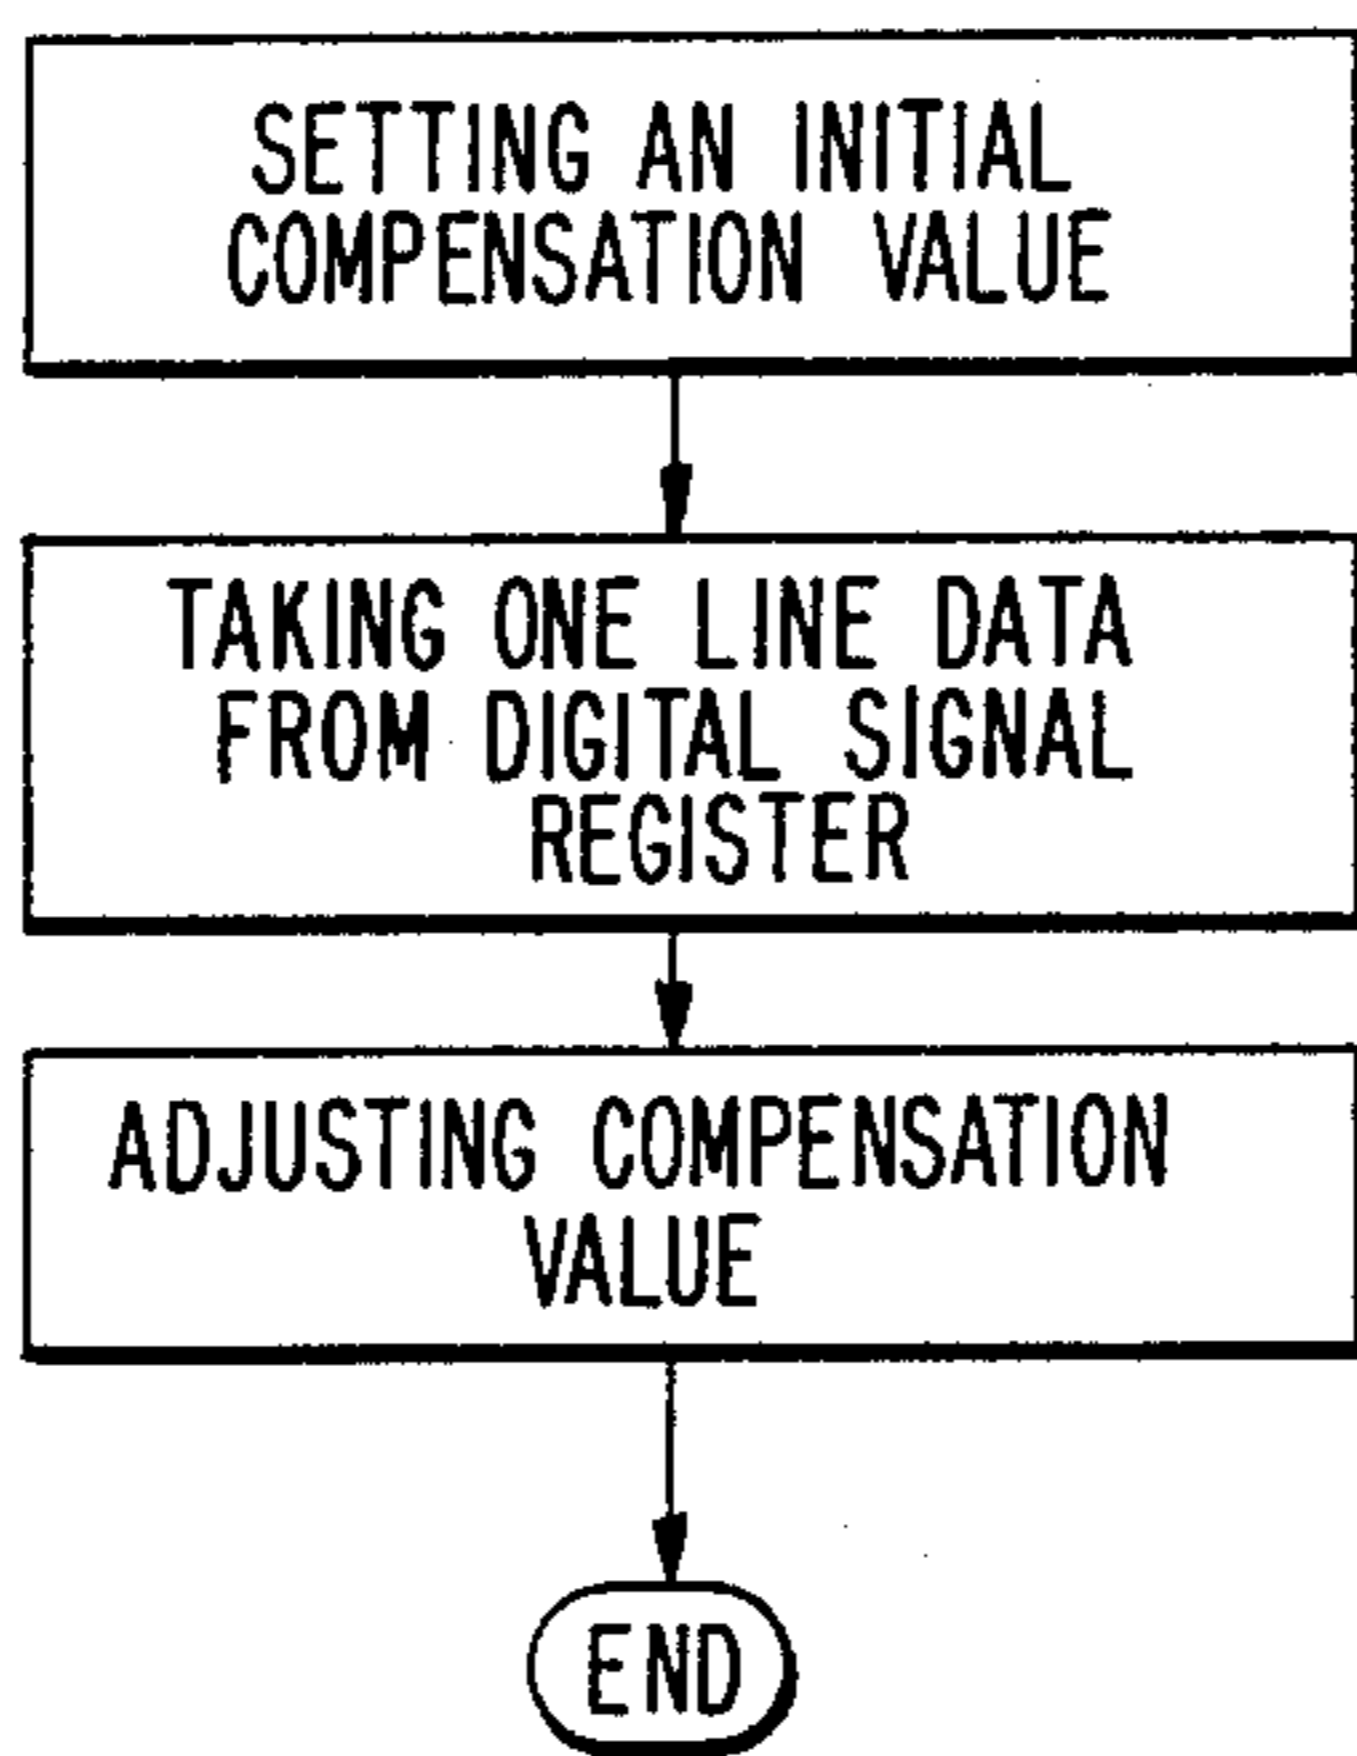 SETTING AN INITIAL
COMPENSATION VALUE
TAKING ONE LINE DATA
FROM DIGITAL SIGNAL
REGISTER
ADJUSTING COMPENSATION
VALUE
END